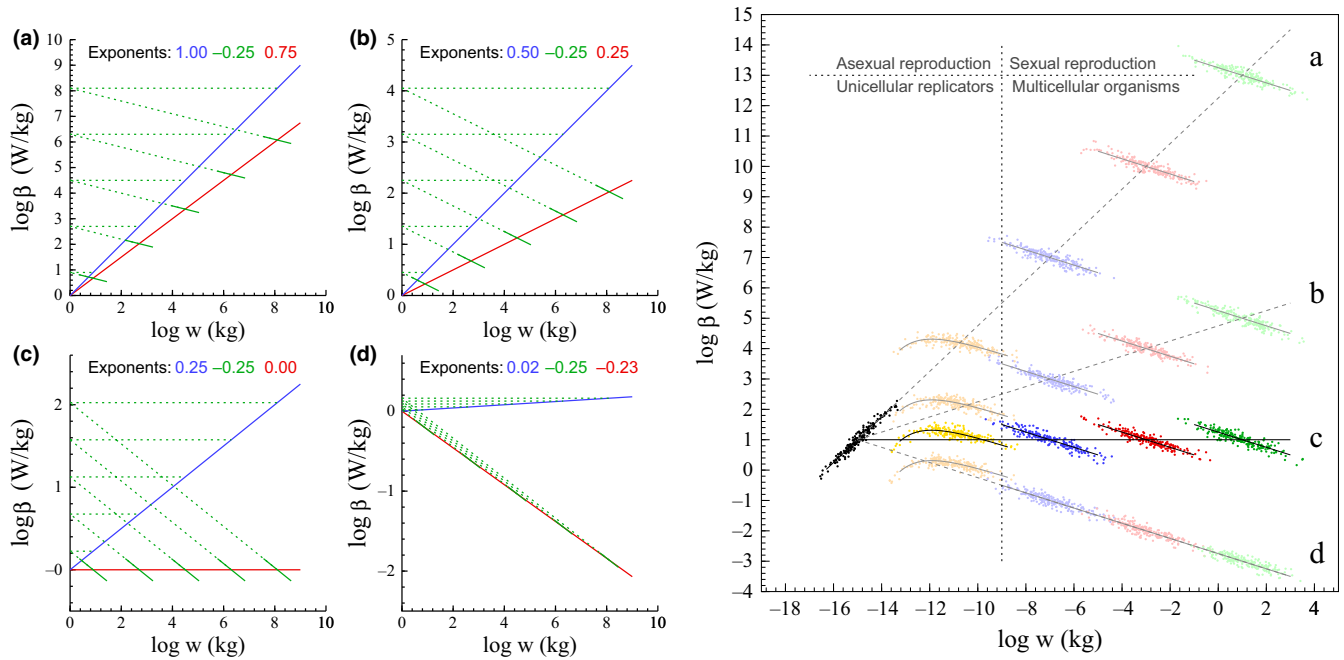 (a)
Exponents: 1.00 −0.25 0.75
10
9
8
7
6
5
4
3
2
1
0
log β (W/kg)
0 2 4 6 8 10
log w (kg)
(b)
Exponents: 0.50 −0.25 0.25
5
4
3
2
1
0
log β (W/kg)
0 2 4 6 8 10
log w (kg)
(c)
Exponents: 0.25 −0.25 0.00
2
1
−0
log β (W/kg)
0 2 4 6 8 10
log w (kg)
(d)
Exponents: 0.02 −0.25 −0.23
0
−1
−2
log β (W/kg)
0 2 4 6 8 10
log w (kg)
15
14
13
12
11
10
9
8
7
6
5
4
3
2
1
0
−1
−2
−3
−4
log β (W/kg)
Asexual reproduction Sexual reproduction
Unicellular replicators Multicellular organisms
a
b
c
d
−18 −16 −14 −12 −10 −8 −6 −4 −2 0 2 4
log w (kg)